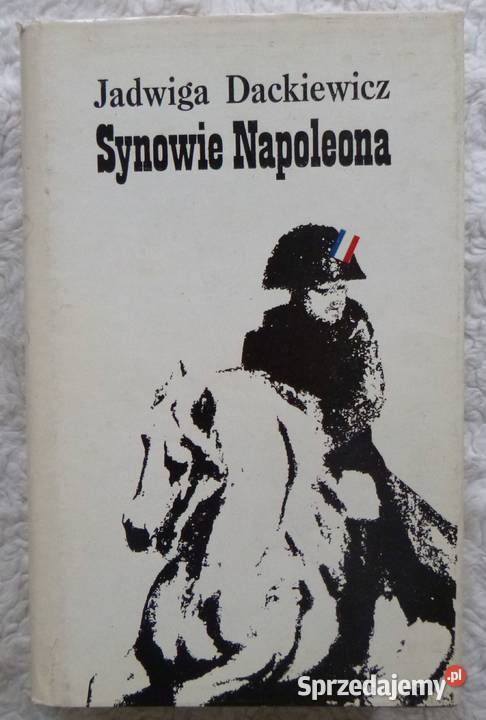 Jadwiga Dackiewicz
Synowie Napoleona
Sprzedajemy.pl